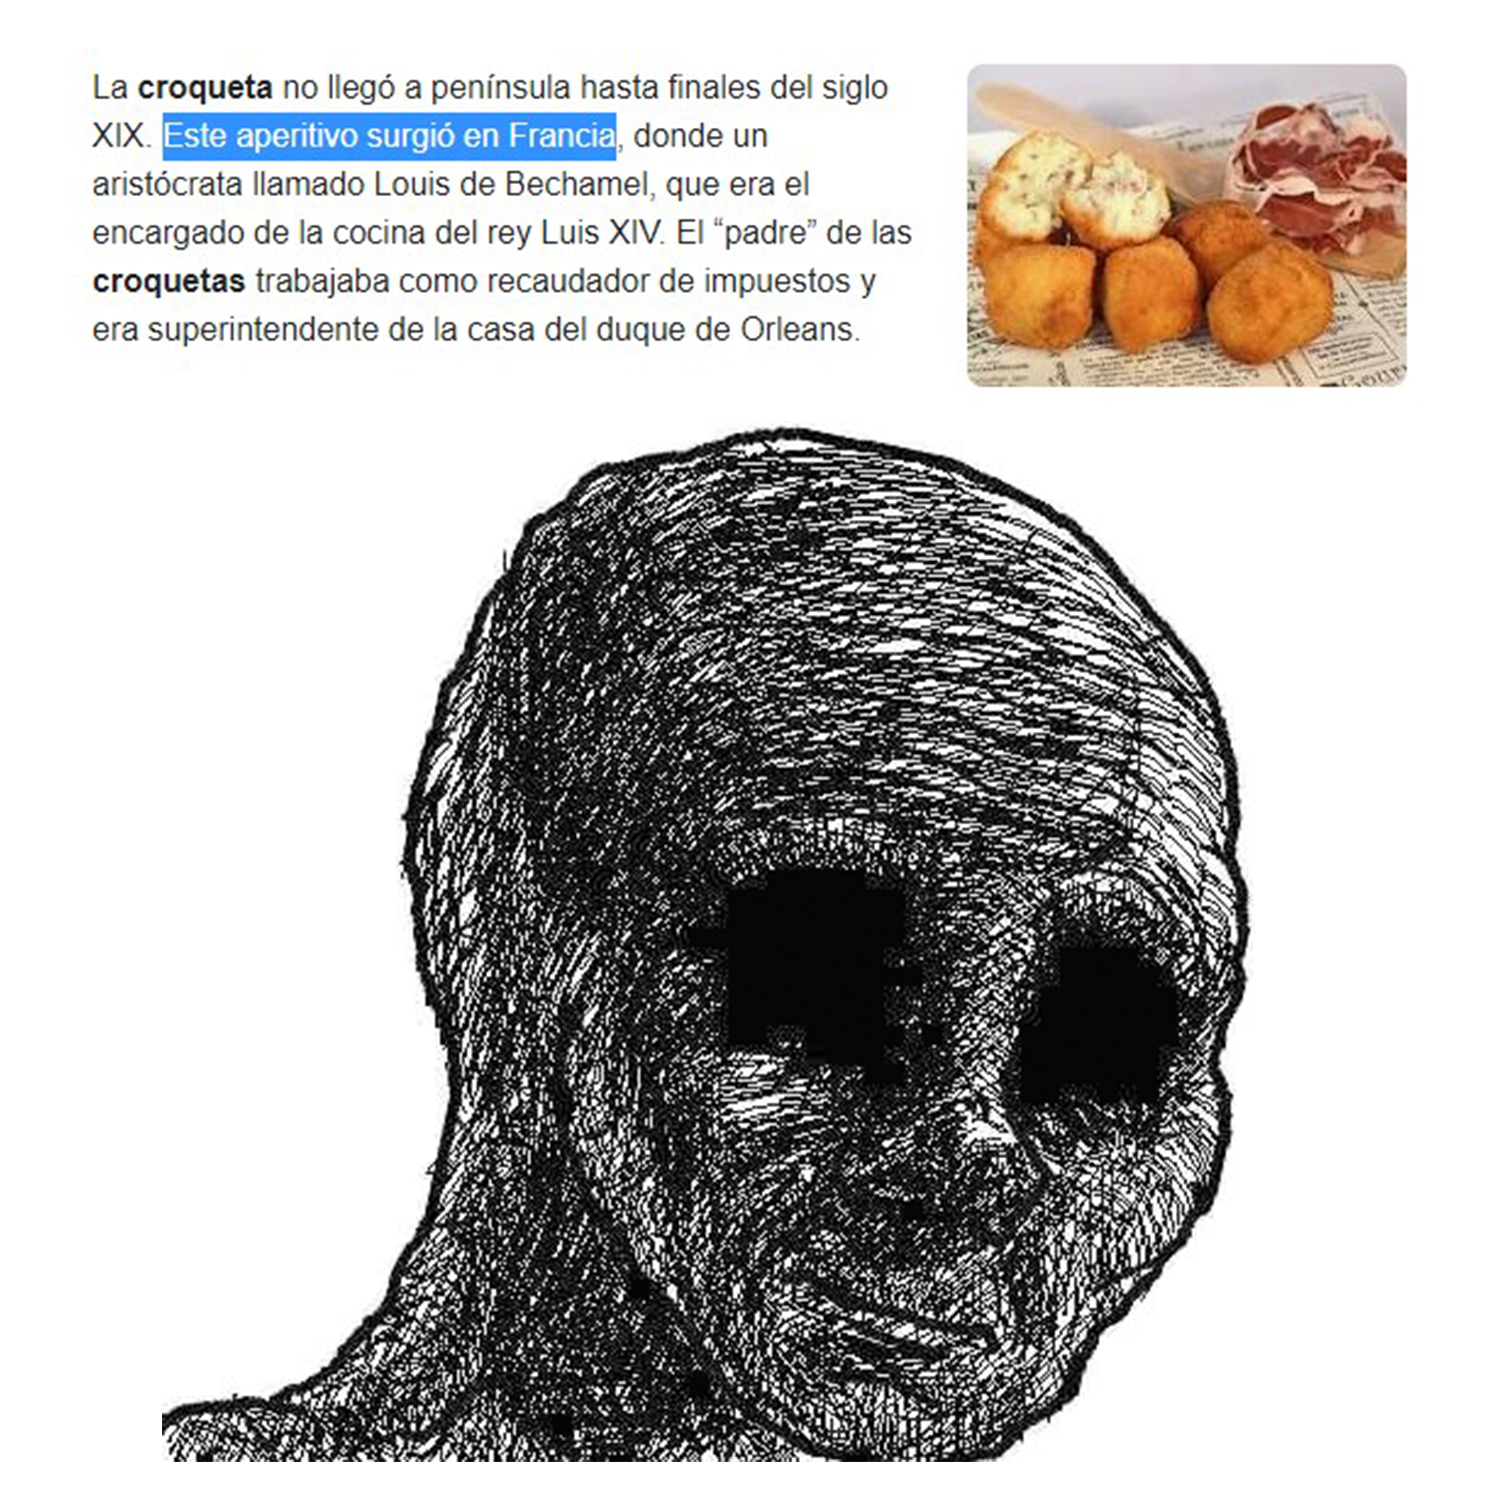 La croqueta no llegó a península hasta finales del siglo
XIX. Este aperitivo surgió en Francia, donde un
aristócrata llamado Louis de Bechamel, que era el
encargado de la cocina del rey Luis XIV. El “padre” de las
croquetas trabajaba como recaudador de impuestos y
era superintendente de la casa del duque de Orleans.